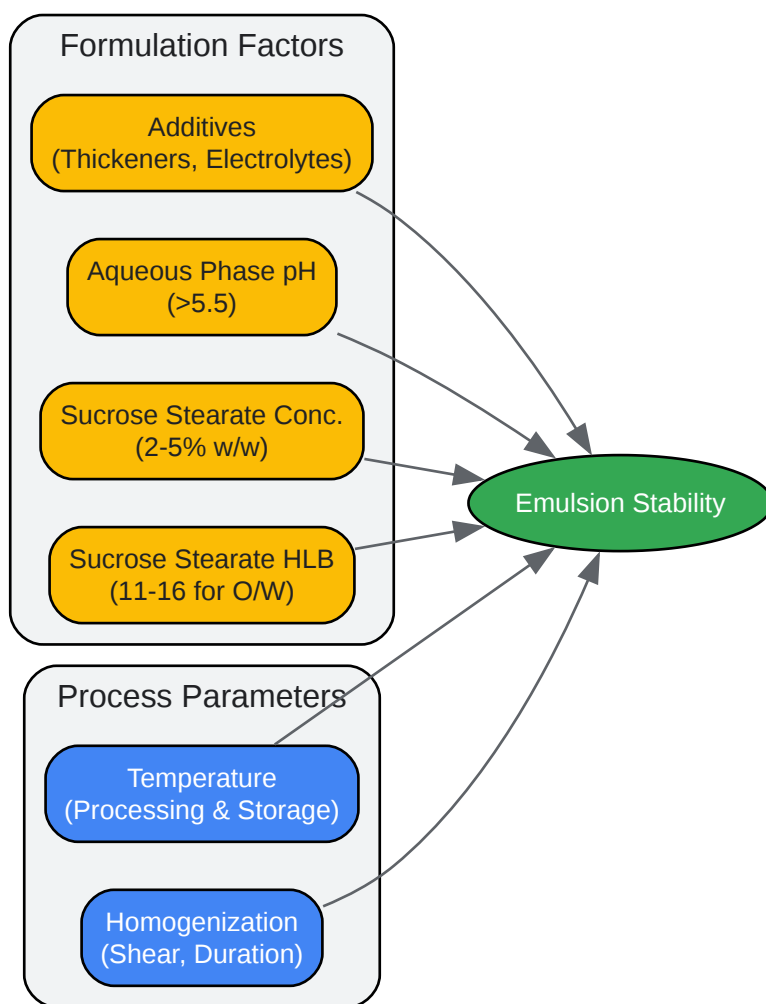 Formulation Factors
Additives
(Thickeners, Electrolytes)
Aqueous Phase pH
(>5.5)
Sucrose Stearate Conc.
(2-5% w/w)
Sucrose Stearate HLB
(11-16 for O/W)
Emulsion Stability
Process Parameters
Temperature
(Processing & Storage)
Homogenization
(Shear, Duration)